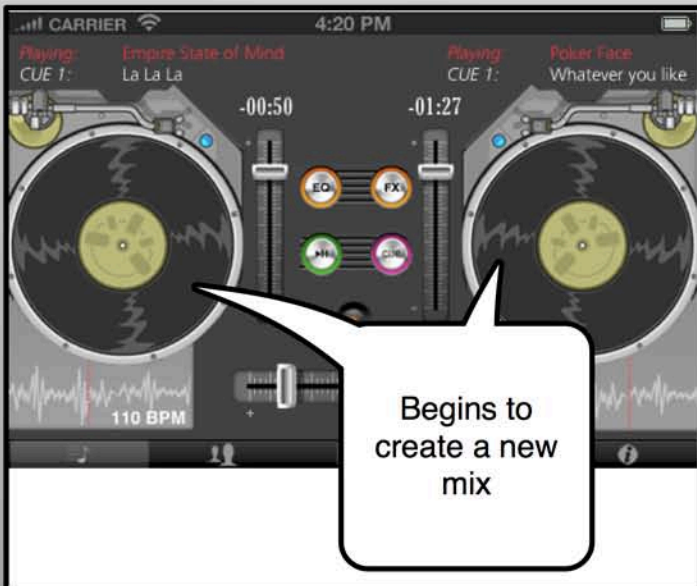 CARRIER 4:20 PM
Playing: Empire State of Mind
CUE 1: La La La
Playing: Poker Face
CUE 1: Whatever you like
-00:50
-01:27
EQ
FX
CUE
110 BPM
Begins to
create a new
mix